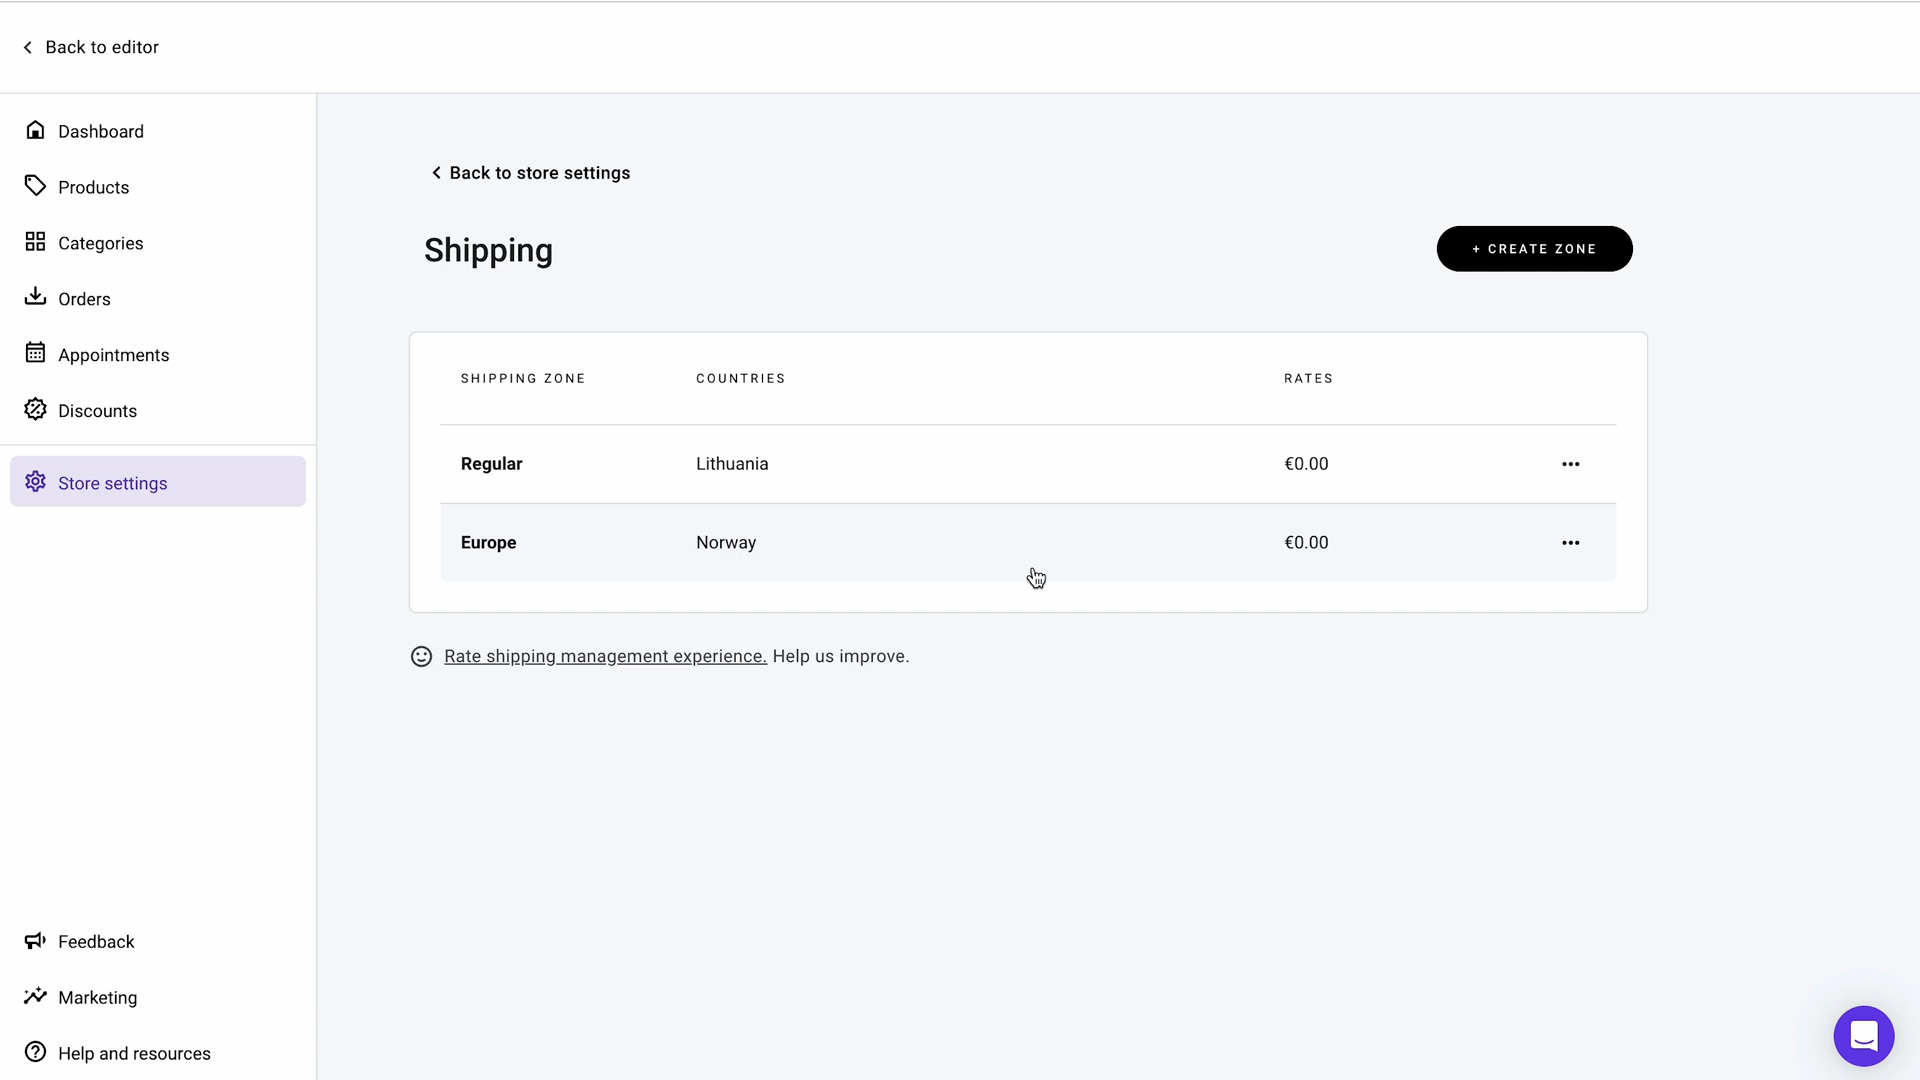 Back to editor
Dashboard
Products
Categories
Orders
Appointments
Discounts
Store settings
Feedback
Marketing
Help and resources
Back to store settings
Shipping
+ CREATE ZONE
SHIPPING ZONE COUNTRIES RATES
Regular Lithuania €0.00
Europe Norway €0.00
Rate shipping management experience. Help us improve.